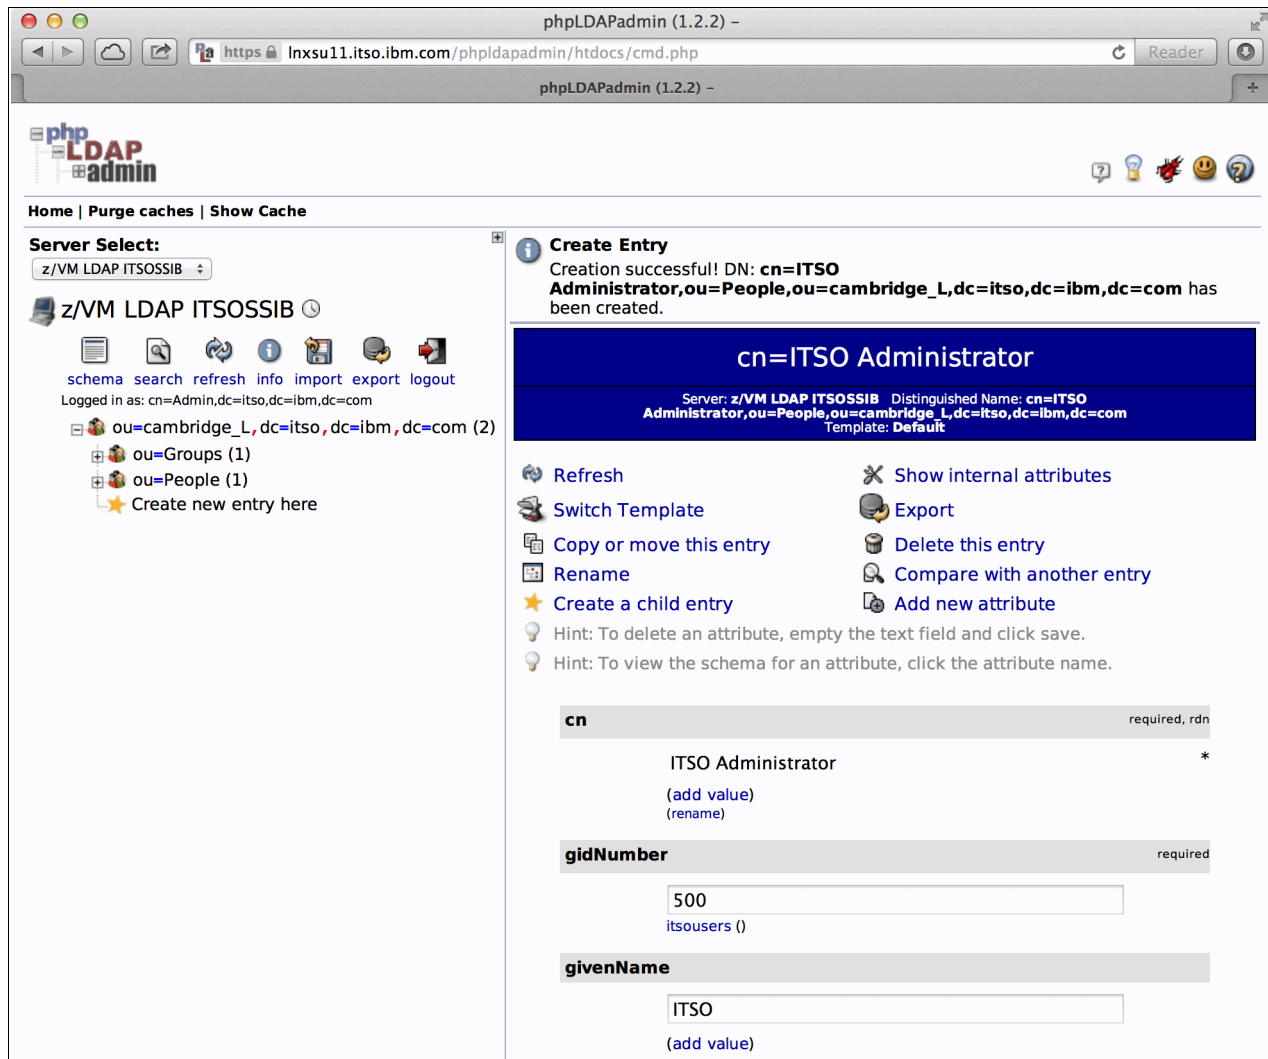 phpLDAPadmin (1.2.2) –
https lnxsu11.itso.ibm.com/phpldapadmin/htdocs/cmd.php
Reader
phpLDAPadmin (1.2.2) –
php
LDAP
admin
Home | Purge caches | Show Cache
Server Select:
z/VM LDAP ITSOSSIB
z/VM LDAP ITSOSSIB
schema search refresh info import export logout
Logged in as: cn=Admin,dc=itso,dc=ibm,dc=com
ou=cambridge_L,dc=itso,dc=ibm,dc=com (2)
ou=Groups (1)
ou=People (1)
Create new entry here
Create Entry
Creation successful! DN: cn=ITSO
Administrator,ou=People,ou=cambridge_L,dc=itso,dc=ibm,dc=com has
been created.
cn=ITSO Administrator
Server: z/VM LDAP ITSOSSIB Distinguished Name: cn=ITSO
Administrator,ou=People,ou=cambridge_L,dc=itso,dc=ibm,dc=com
Template: Default
Refresh Show internal attributes
Switch Template Export
Copy or move this entry Delete this entry
Rename Compare with another entry
Create a child entry Add new attribute
Hint: To delete an attribute, empty the text field and click save.
Hint: To view the schema for an attribute, click the attribute name.
cn required, rdn
ITSO Administrator *
(add value)
(rename)
gidNumber required
500
itsousers ()
givenName
ITSO
(add value)